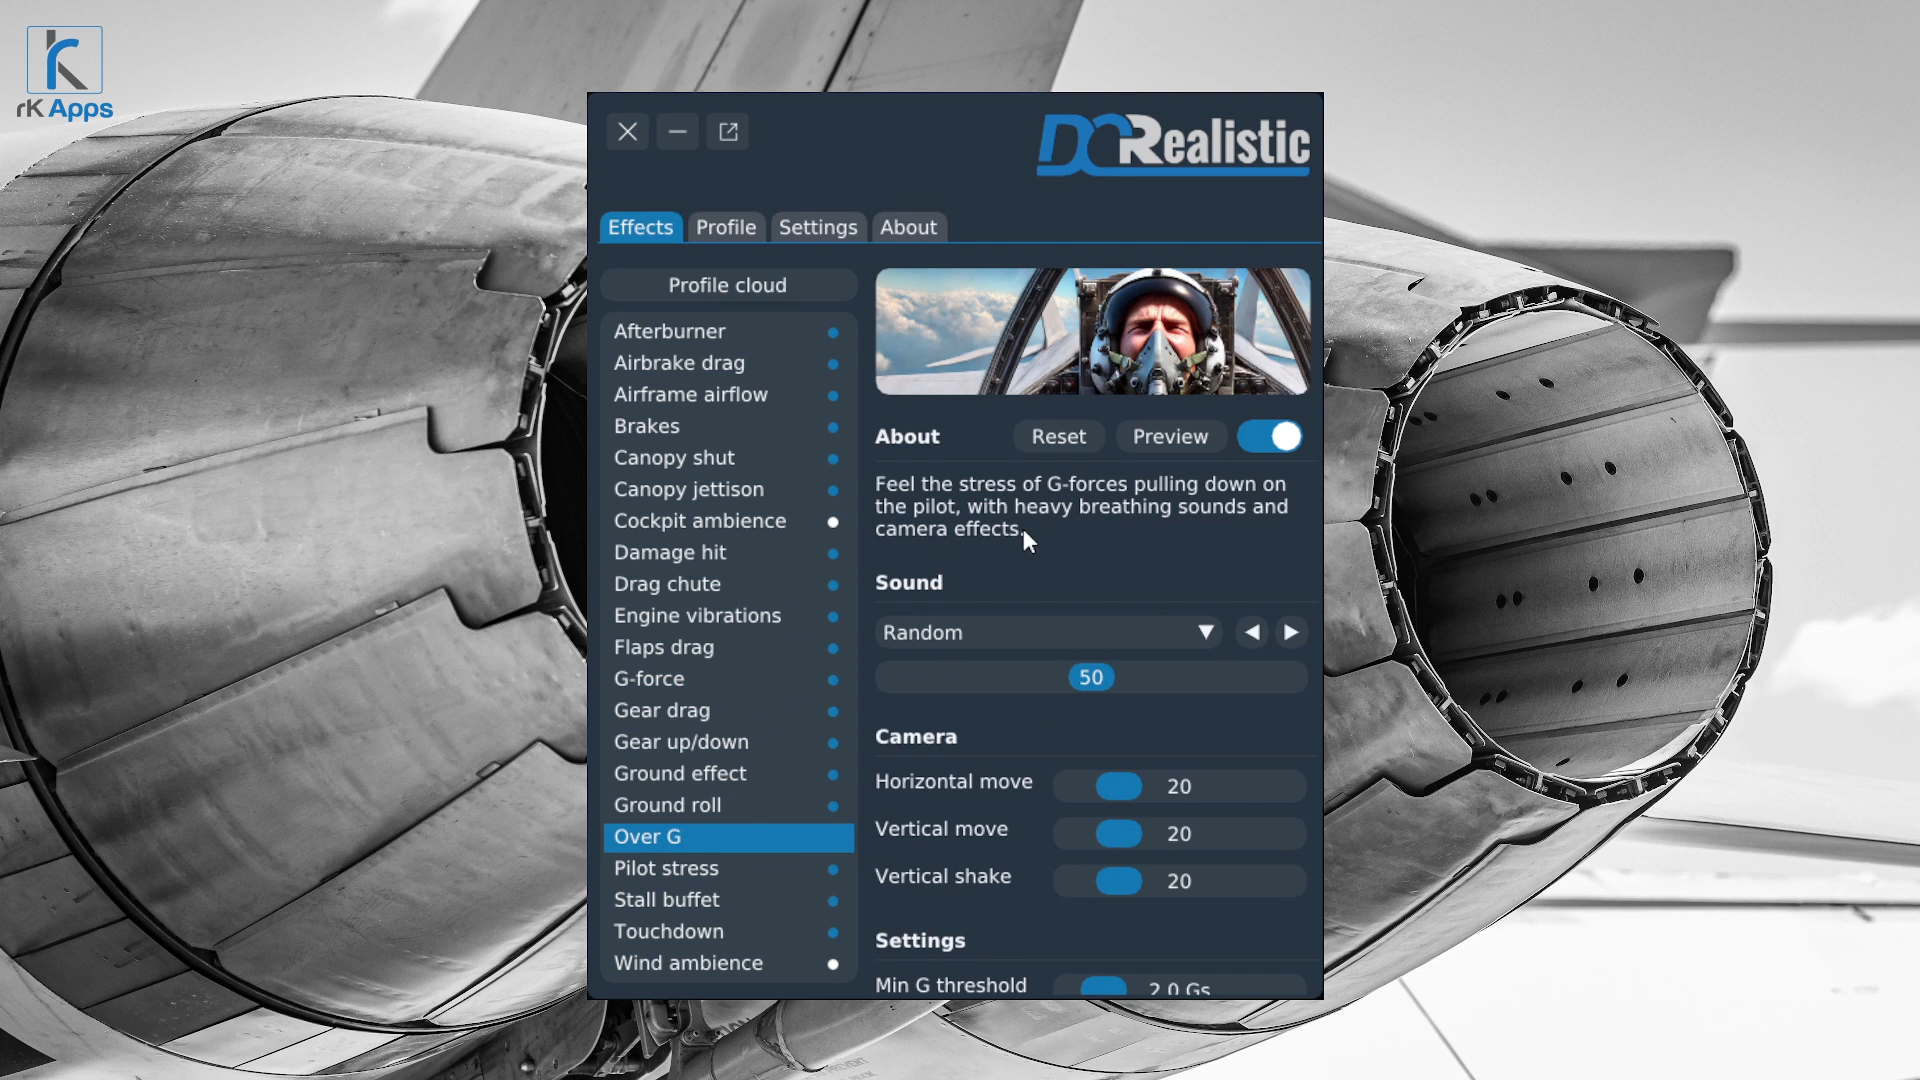 rK Apps
DCRealistic
Effects
Profile
Settings
About
Profile cloud
Afterburner
Airbrake drag
Airframe airflow
Brakes
Canopy shut
Canopy jettison
Cockpit ambience
Damage hit
Drag chute
Engine vibrations
Flaps drag
G-force
Gear drag
Gear up/down
Ground effect
Ground roll
Over G
Pilot stress
Stall buffet
Touchdown
Wind ambience
About
Reset
Preview
Feel the stress of G-forces pulling down on
the pilot, with heavy breathing sounds and
camera effects.
Sound
Random
50
Camera
Horizontal move 20
Vertical move 20
Vertical shake 20
Settings
Min G threshold 2.0 Gs